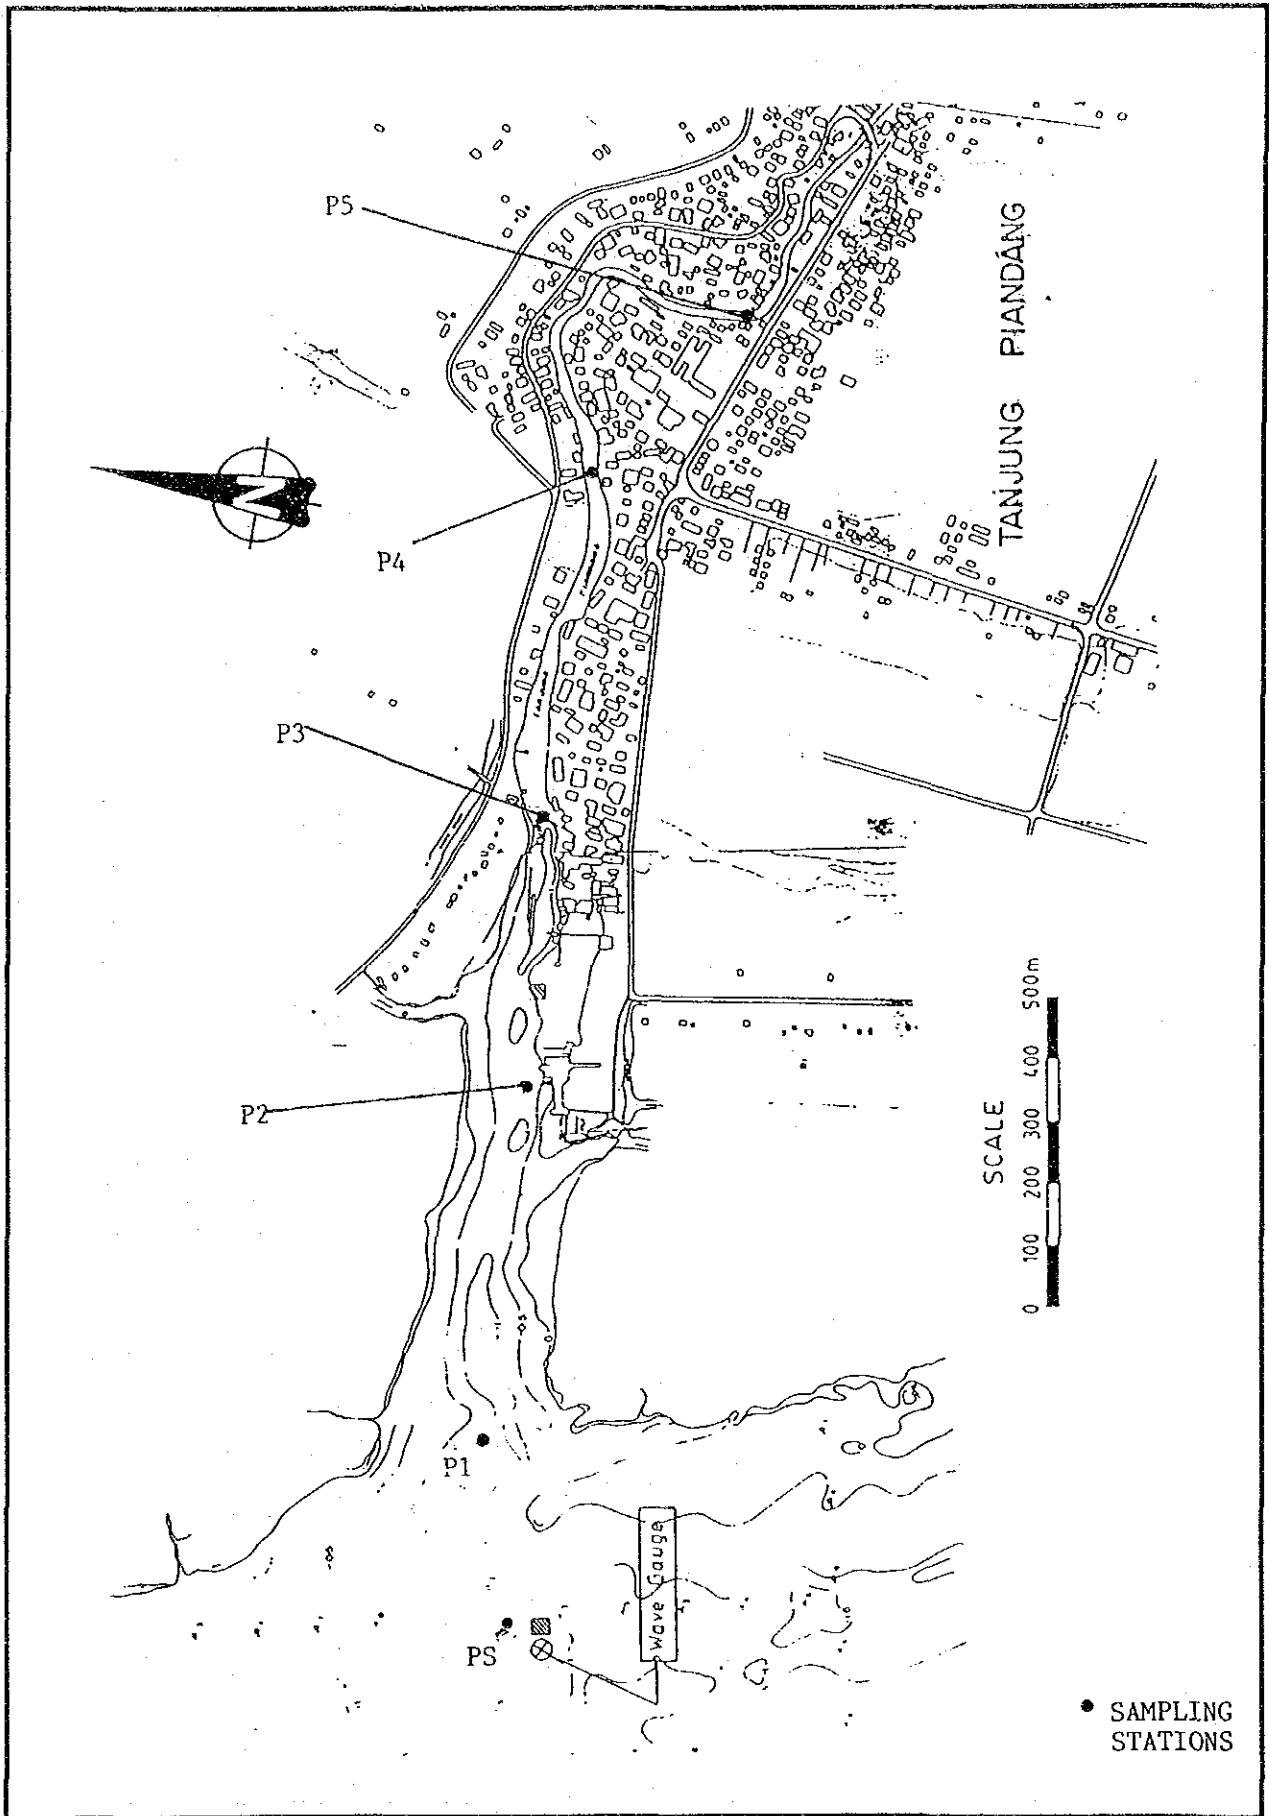 P5
TANJUNG PIANDANG
N
P4
P3
P2
SCALE
0 100 200 300 400 500m
P1
Wave Gauge
PS
● SAMPLING
STATIONS